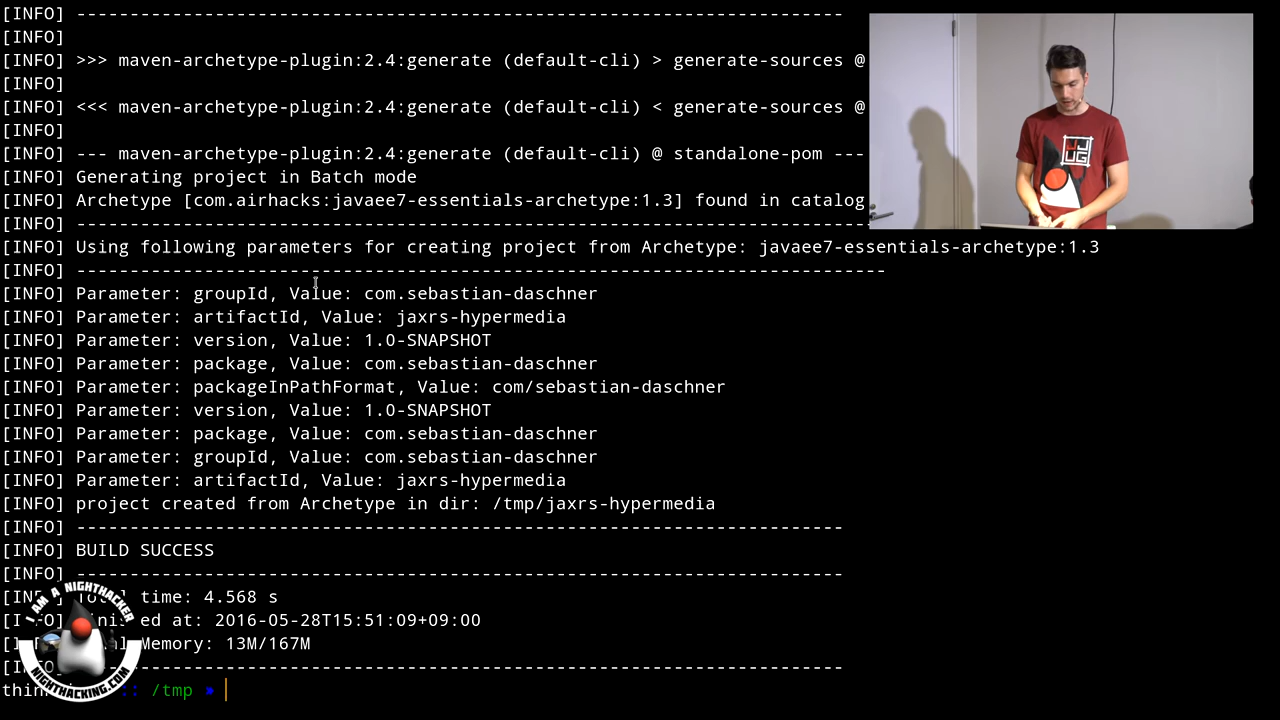 [INFO] ------------------------------------------------------------------------
[INFO]
[INFO] >>> maven-archetype-plugin:2.4:generate (default-cli) > generate-sources @
[INFO]
[INFO] <<< maven-archetype-plugin:2.4:generate (default-cli) < generate-sources @
[INFO]
[INFO] --- maven-archetype-plugin:2.4:generate (default-cli) @ standalone-pom ---
[INFO] Generating project in Batch mode
[INFO] Archetype [com.airhacks:javaee7-essentials-archetype:1.3] found in catalog
[INFO] --------------------------------------------------------------------------
[INFO] Using following parameters for creating project from Archetype: javaee7-essentials-archetype:1.3
[INFO] ----------------------------------------------------------------------------
[INFO] Parameter: groupId, Value: com.sebastian-daschner
[INFO] Parameter: artifactId, Value: jaxrs-hypermedia
[INFO] Parameter: version, Value: 1.0-SNAPSHOT
[INFO] Parameter: package, Value: com.sebastian-daschner
[INFO] Parameter: packageInPathFormat, Value: com/sebastian-daschner
[INFO] Parameter: version, Value: 1.0-SNAPSHOT
[INFO] Parameter: package, Value: com.sebastian-daschner
[INFO] Parameter: groupId, Value: com.sebastian-daschner
[INFO] Parameter: artifactId, Value: jaxrs-hypermedia
[INFO] project created from Archetype in dir: /tmp/jaxrs-hypermedia
[INFO] ------------------------------------------------------------------------
[INFO] BUILD SUCCESS
[INFO] ------------------------------------------------------------------------
time: 4.568 s
at: 2016-05-28T15:51:09+09:00
Memory: 13M/167M
------------------------------------------------------------------------
:: /tmp »
I AM A NIGHTHACKER
NIGHTHACKING.COM